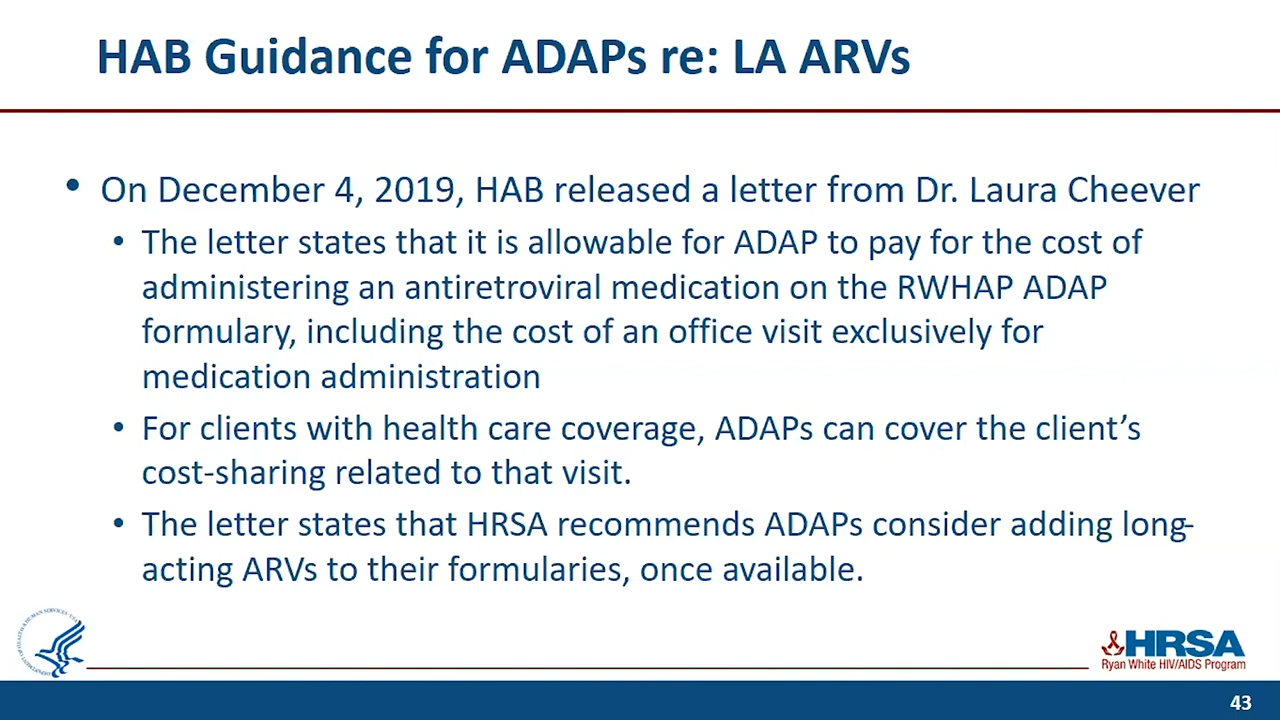 HAB Guidance for ADAPs re: LA ARVs
• On December 4, 2019, HAB released a letter from Dr. Laura Cheever
• The letter states that it is allowable for ADAP to pay for the cost of
administering an antiretroviral medication on the RWHAP ADAP
formulary, including the cost of an office visit exclusively for
medication administration
• For clients with health care coverage, ADAPs can cover the client’s
cost-sharing related to that visit.
• The letter states that HRSA recommends ADAPs consider adding long-
acting ARVs to their formularies, once available.
HRSA
Ryan White HIV/AIDS Program
43